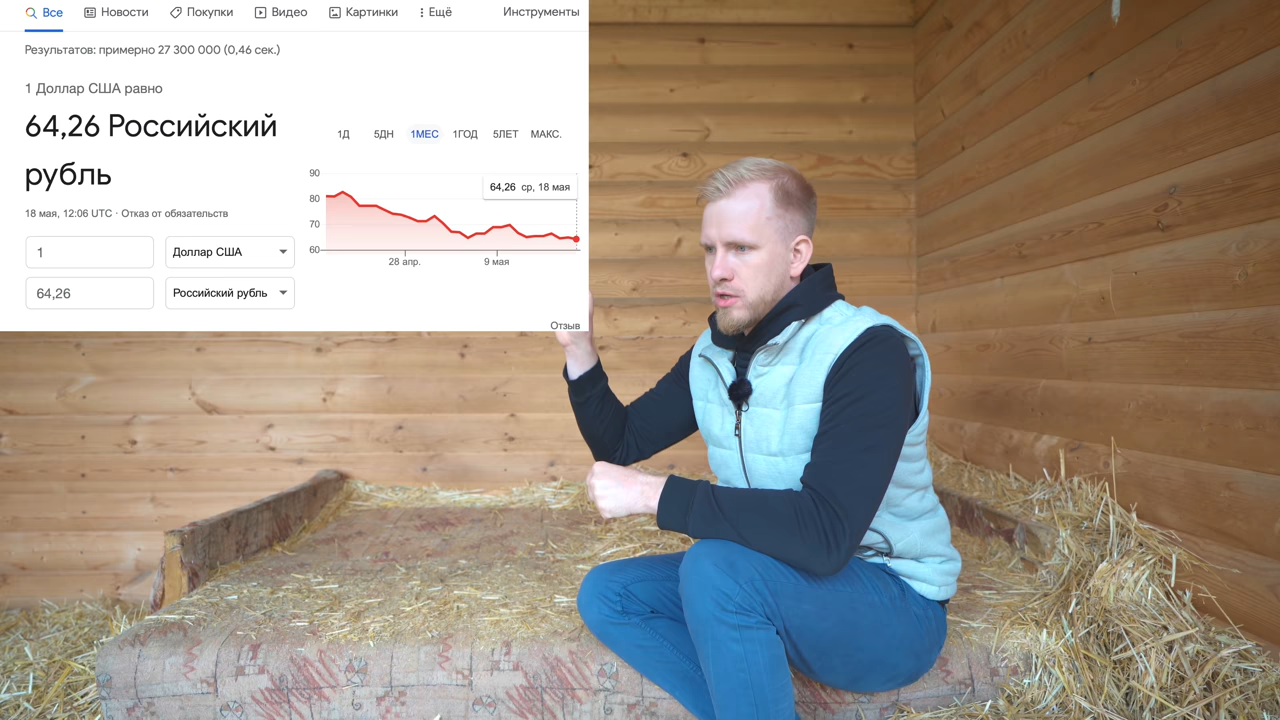 Все Новости Покупки Видео Картинки Ещё Инструменты
Результатов: примерно 27 300 000 (0,46 сек.)
1 Доллар США равно
64,26 Российский
рубль
18 мая, 12:06 UTC · Отказ от обязательств
1 Доллар США
64,26 Российский рубль
1Д 5ДН 1МЕС 1ГОД 5ЛЕТ МАКС.
90
64,26 ср, 18 мая
80
70
60
28 апр. 9 мая
Отзыв